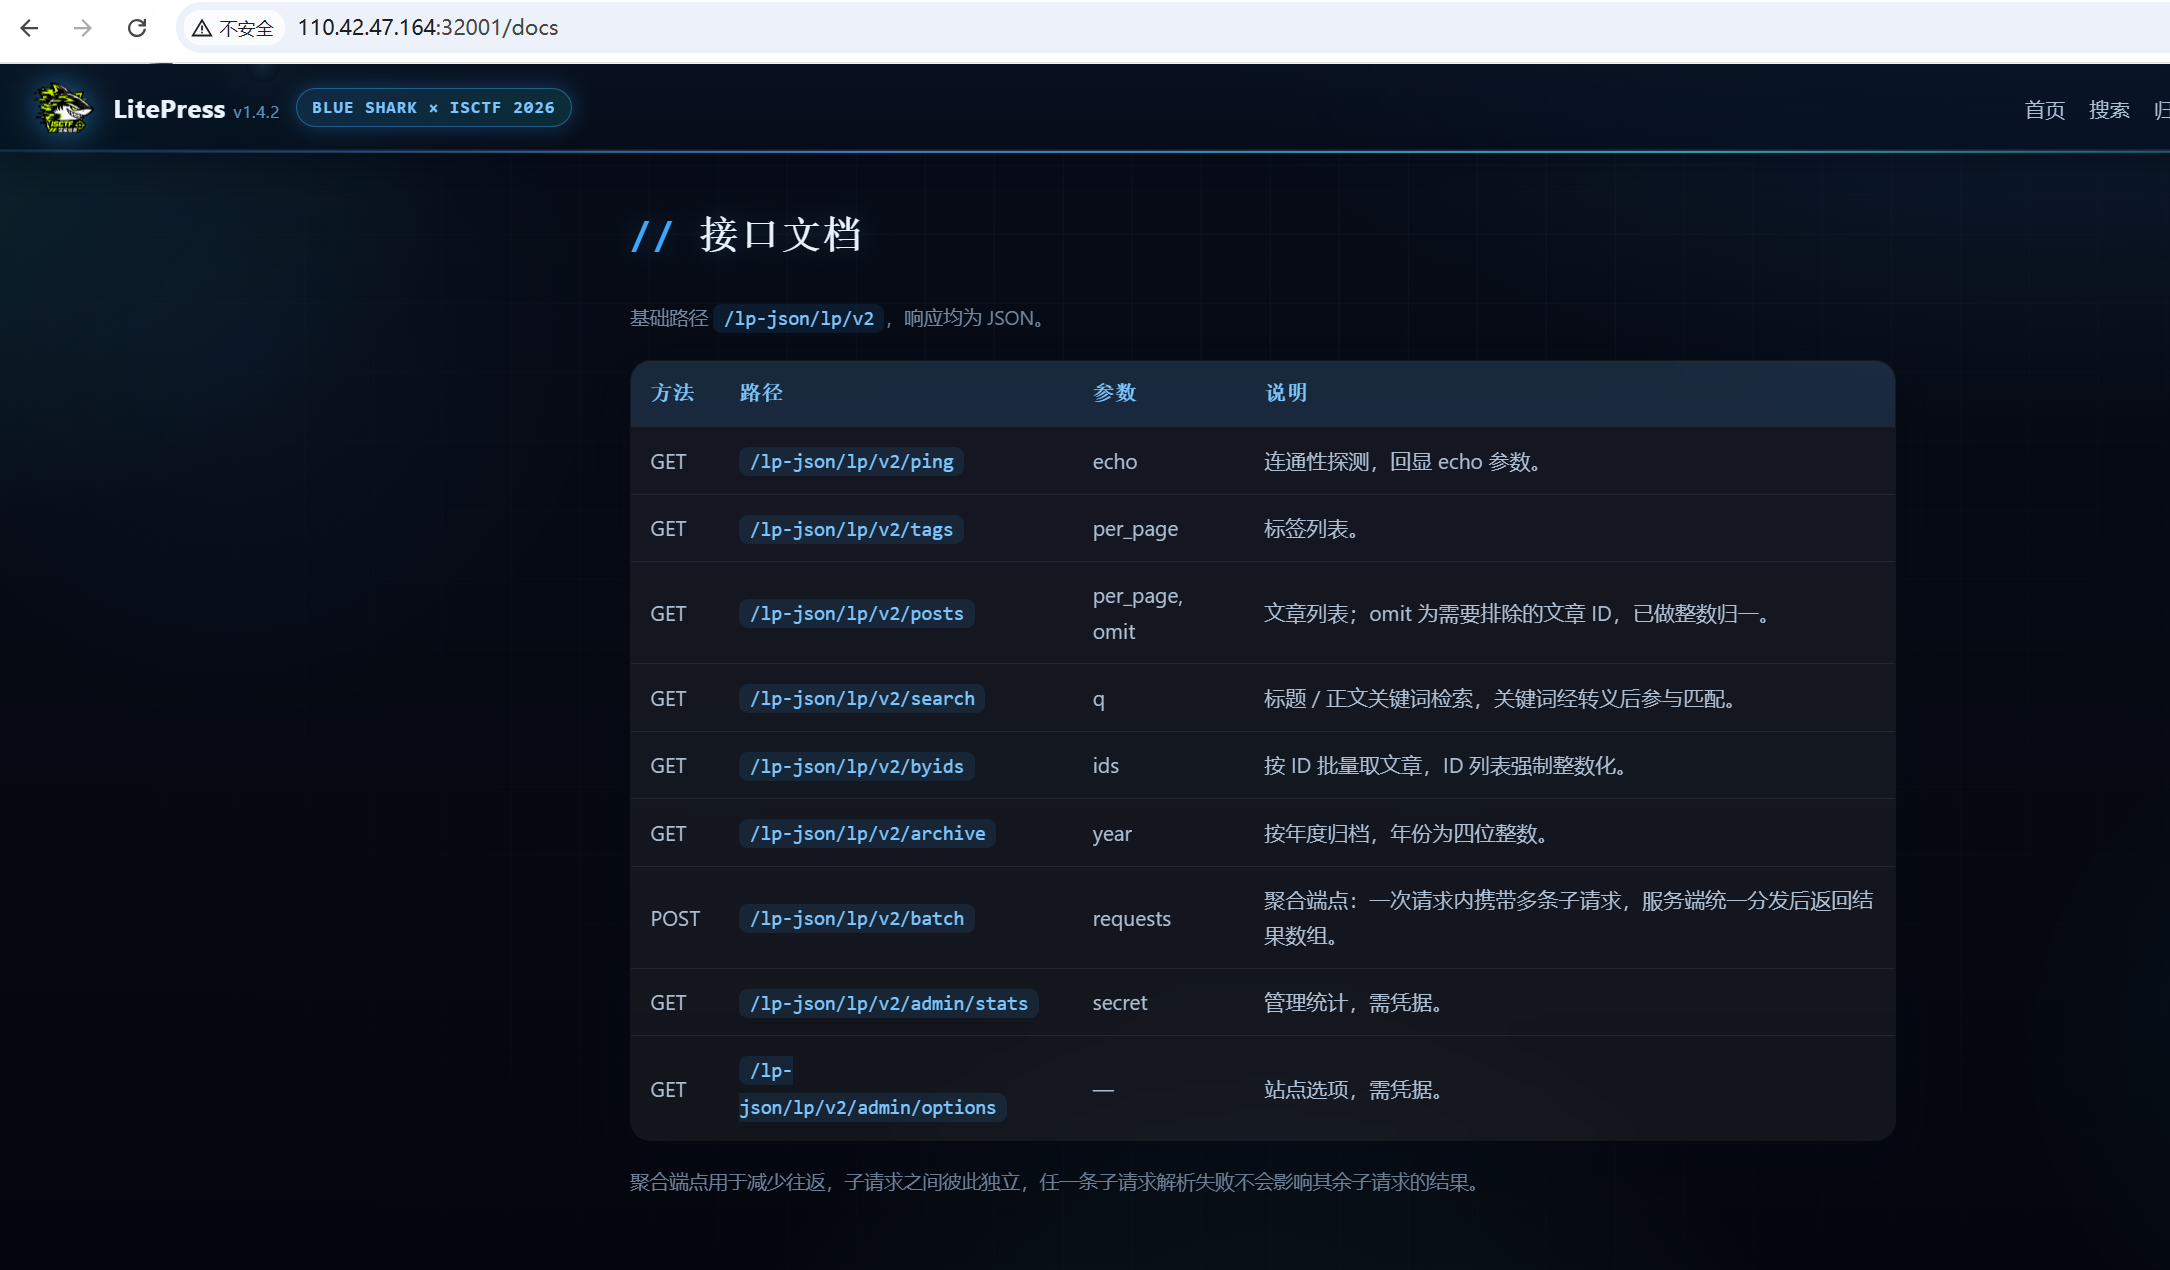 不安全 110.42.47.164:32001/docs
LitePress v1.4.2 BLUE SHARK × ISCTF 2026 首页 搜索 归
// 接口文档
基础路径 /lp-json/lp/v2 ，响应均为 JSON。
方法 路径 参数 说明
GET /lp-json/lp/v2/ping echo 连通性探测，回显 echo 参数。
GET /lp-json/lp/v2/tags per_page 标签列表。
GET /lp-json/lp/v2/posts per_page, omit 文章列表；omit 为需要排除的文章 ID，已做整数归一。
GET /lp-json/lp/v2/search q 标题 / 正文关键词检索，关键词经转义后参与匹配。
GET /lp-json/lp/v2/byids ids 按 ID 批量取文章，ID 列表强制整数化。
GET /lp-json/lp/v2/archive year 按年度归档，年份为四位整数。
POST /lp-json/lp/v2/batch requests 聚合端点：一次请求内携带多条子请求，服务端统一分发后返回结
果数组。
GET /lp-json/lp/v2/admin/stats secret 管理统计，需凭据。
GET /lp-
json/lp/v2/admin/options — 站点选项，需凭据。
聚合端点用于减少往返，子请求之间彼此独立，任一条子请求解析失败不会影响其余子请求的结果。